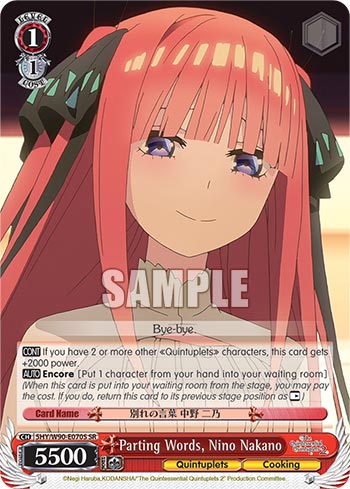 LEVEL
1
1
COST
SAMPLE
Bye-bye.
CONT If you have 2 or more other «Quintuplets» characters, this card gets
+2000 power.
AUTO Encore [Put 1 character from your hand into your waiting room]
(When this card is put into your waiting room from the stage, you may pay
the cost. If you do, return this card to its previous stage position as
Card Name 別れの言葉 中野 二乃
CH 5HY/W90-E070S SR
POWER 5500
Parting Words, Nino Nakano
Quintuplets Cooking
©Negi Haruba,KODANSHA/"The Quintessential Quintuplets 2" Production Committee.